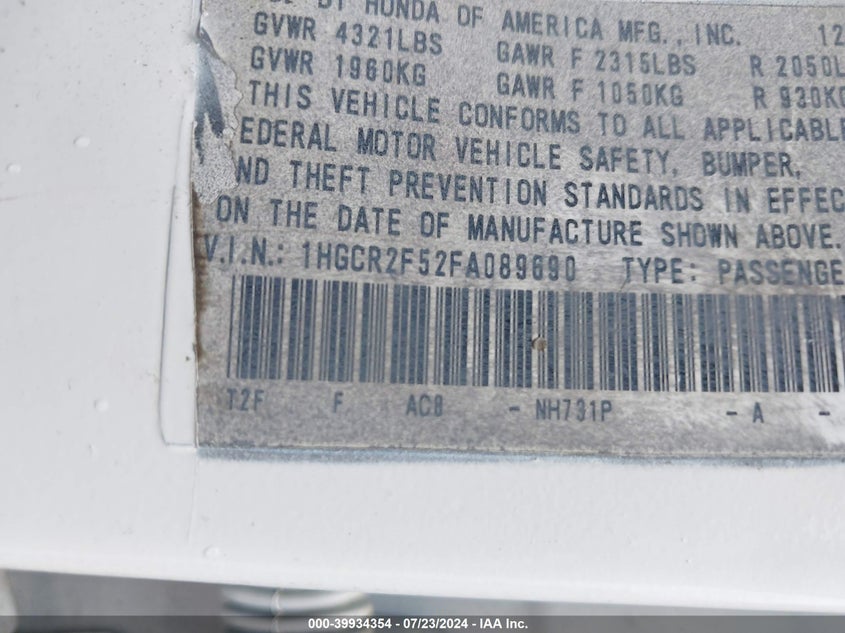 BY HONDA OF AMERICA MFG., INC. 12
GVWR 4321LBS GAWR F 2315LBS R 2050L
GVWR 1960KG GAWR F 1050KG R 930KG
THIS VEHICLE CONFORMS TO ALL APPLICABLE
EDERAL MOTOR VEHICLE SAFETY, BUMPER,
ND THEFT PREVENTION STANDARDS IN EFFEC
ON THE DATE OF MANUFACTURE SHOWN ABOVE.
V.I.N.: 1HGCR2F52FA089690 TYPE: PASSENGE
T2F F AC8 - NH731P - A -
000-39934354 / 07/23/2024 - IAA Inc.